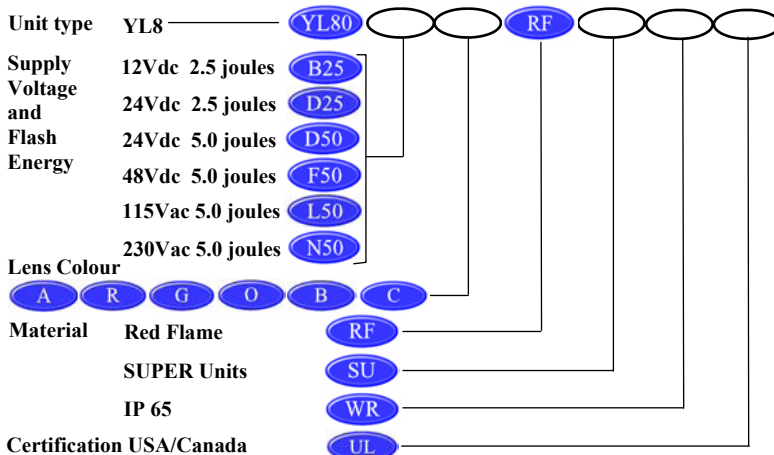 Unit type YL8 YL80 RF
Supply Voltage and Flash Energy
12Vdc 2.5 joules B25
24Vdc 2.5 joules D25
24Vdc 5.0 joules D50
48Vdc 5.0 joules F50
115Vac 5.0 joules L50
230Vac 5.0 joules N50
Lens Colour
A R G O B C
Material Red Flame RF
SUPER Units SU
IP 65 WR
Certification USA/Canada UL